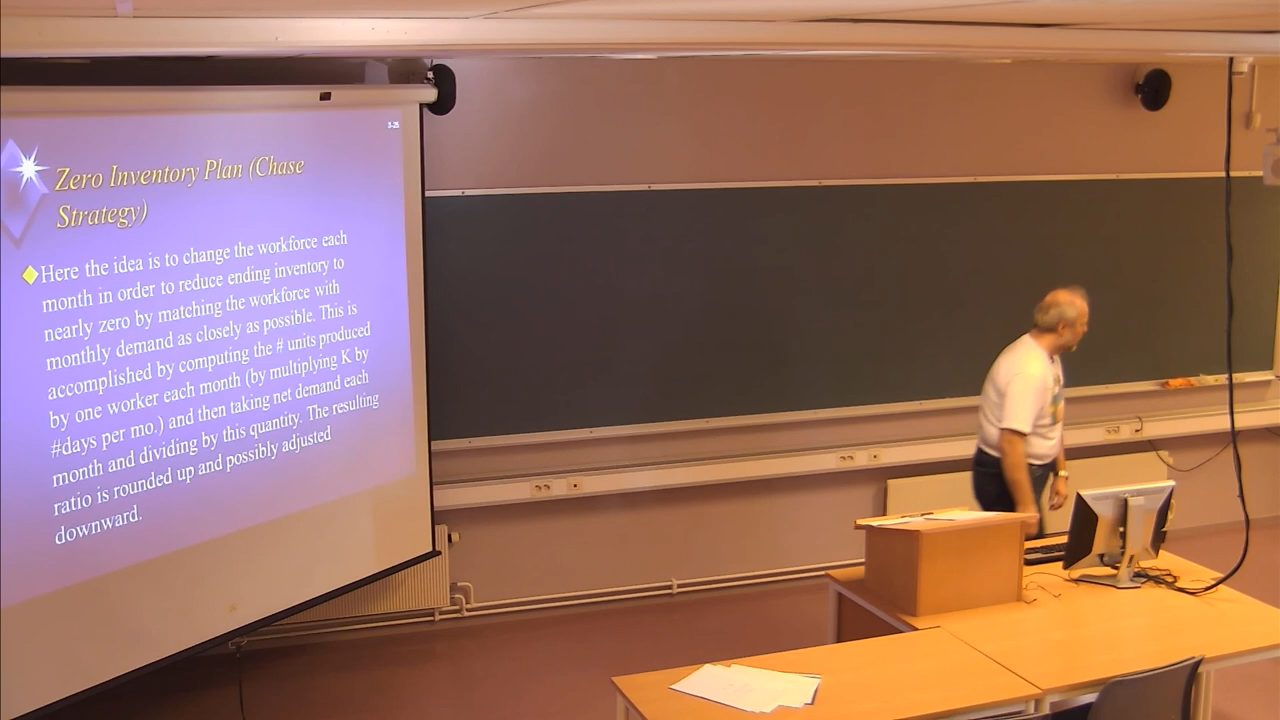 3-25
Zero Inventory Plan (Chase
Strategy)
Here the idea is to change the workforce each
month in order to reduce ending inventory to
nearly zero by matching the workforce with
monthly demand as closely as possible. This is
accomplished by computing the # units produced
by one worker each month (by multiplying K by
#days per mo.) and then taking net demand each
month and dividing by this quantity. The resulting
ratio is rounded up and possibly adjusted
downward.